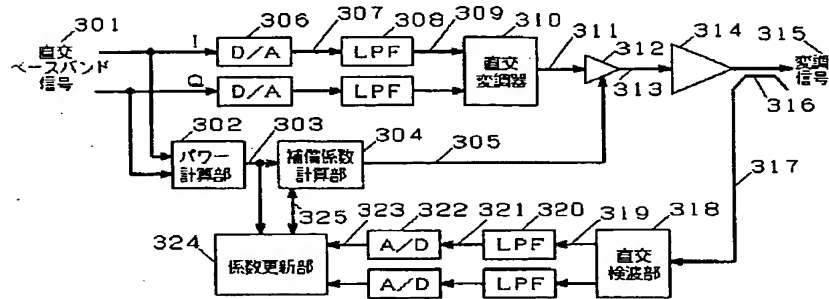 301
直交
ベースバンド
信号
I
Q
306
D/A
307
308
LPF
309
310
直交
変調器
D/A
LPF
311
312
313
314
315
変調
信号
316
302
パワー
計算部
303
304
補償係数
計算部
305
317
325
323
322
A/D
321
320
LPF
319
318
直交
検波部
324
係数更新部
A/D
LPF